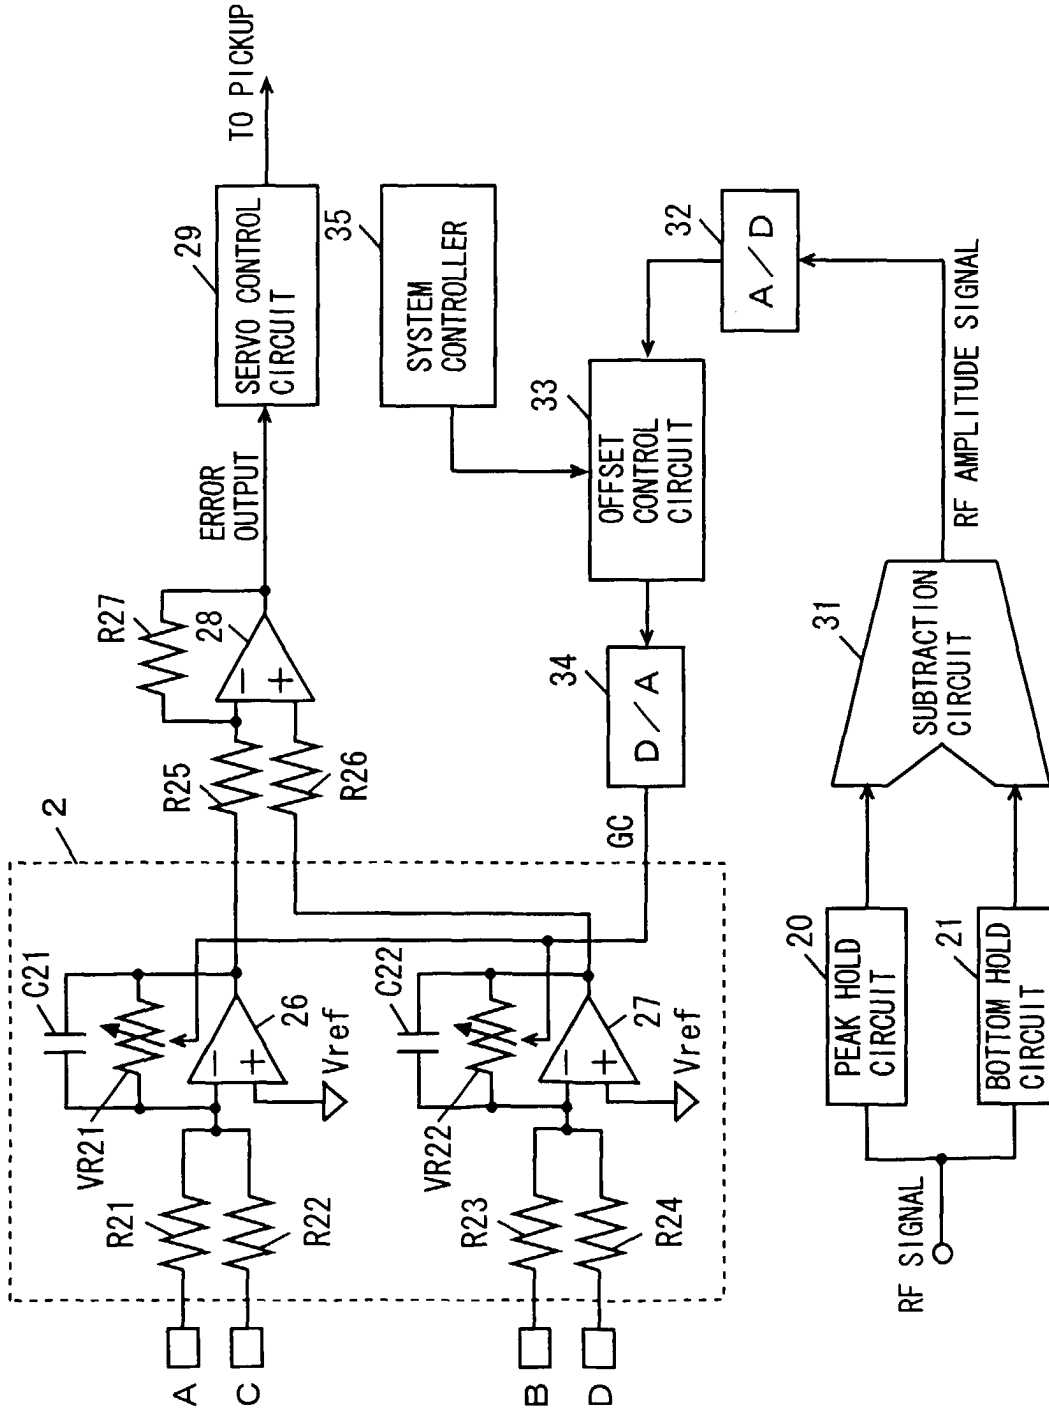 A
C
B
D
R21
R22
R23
R24
VR21
C21
−
+
26
Vref
VR22
C22
−
+
27
Vref
2
R25
R26
R27
−
+
28
ERROR
OUTPUT
29
SERVO CONTROL
CIRCUIT
TO PICKUP
35
SYSTEM
CONTROLLER
GC
34
D/A
33
OFFSET
CONTROL
CIRCUIT
32
A/D
RF SIGNAL
20
PEAK HOLD
CIRCUIT
21
BOTTOM HOLD
CIRCUIT
31
SUBTRACTION
CIRCUIT
RF AMPLITUDE SIGNAL